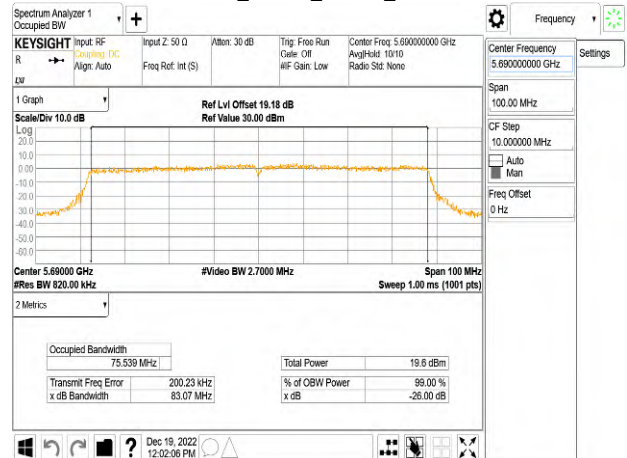 Spectrum Analyzer 1
Occupied BW
Frequency
KEYSIGHT
Input: RF
Coupling: DC
Align: Auto
Input Z: 50 Ω
Freq Ref: Int (S)
Atten: 30 dB
Trig: Free Run
Gate: Off
#IF Gain: Low
Center Freq: 5.690000000 GHz
Avg|Hold: 10/10
Radio Std: None
R
LW
Center Frequency
5.690000000 GHz
Settings
Span
100.00 MHz
CF Step
10.000000 MHz
Auto
Man
Freq Offset
0 Hz
1 Graph
Scale/Div 10.0 dB
Ref Lvl Offset 19.18 dB
Ref Value 30.00 dBm
Log
20.0
10.0
0.00
-10.0
-20.0
-30.0
-40.0
-50.0
-60.0
Center 5.69000 GHz
#Res BW 820.00 kHz
#Video BW 2.7000 MHz
Span 100 MHz
Sweep 1.00 ms (1001 pts)
2 Metrics
Occupied Bandwidth
75.539 MHz
Total Power 19.6 dBm
Transmit Freq Error 200.23 kHz
% of OBW Power 99.00 %
x dB Bandwidth 83.07 MHz
x dB -26.00 dB
Dec 19, 2022
12:02:06 PM